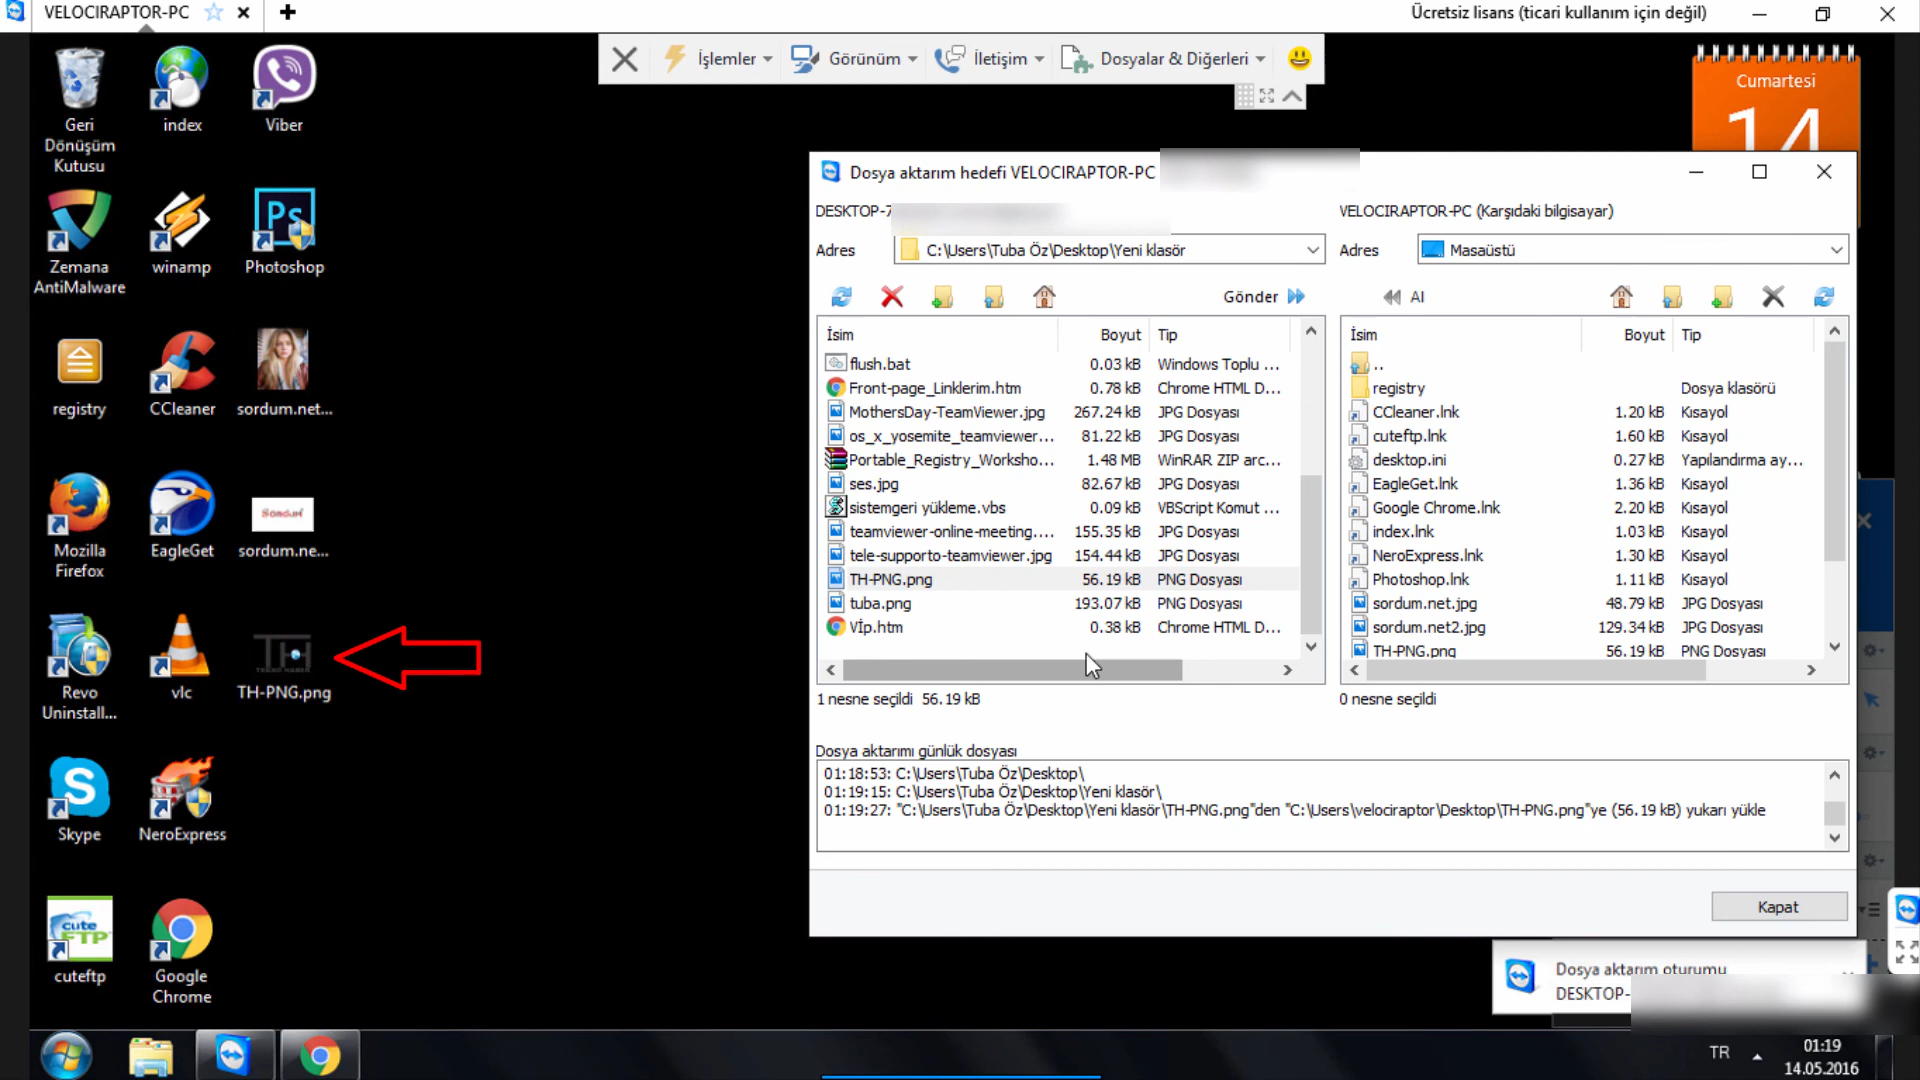 VELOCIRAPTOR-PC
Ücretsiz lisans (ticari kullanım için değil)
İşlemler
Görünüm
İletişim
Dosyalar & Diğerleri
Cumartesi
14
Geri
Dönüşüm
Kutusu
index
Viber
Zemana
AntiMalware
winamp
Ps
Photoshop
registry
CCleaner
sordum.net...
Mozilla
Firefox
EagleGet
Sordum
sordum.ne...
Revo
Uninstall...
vlc
TH
TH-PNG.png
Skype
NeroExpress
cute
FTP
cuteftp
Google
Chrome
Dosya aktarım hedefi VELOCIRAPTOR-PC
DESKTOP-7
VELOCIRAPTOR-PC (Karşıdaki bilgisayar)
Adres
C:\Users\Tuba Öz\Desktop\Yeni klasör
Adres
Masaüstü
Gönder
Al
İsim Boyut Tip
flush.bat 0.03 kB Windows Toplu ...
Front-page_Linklerim.htm 0.78 kB Chrome HTML D...
MothersDay-TeamViewer.jpg 267.24 kB JPG Dosyası
os_x_yosemite_teamviewer... 81.22 kB JPG Dosyası
Portable_Registry_Worksho... 1.48 MB WinRAR ZIP arc...
ses.jpg 82.67 kB JPG Dosyası
sistemgeri yükleme.vbs 0.09 kB VBScript Komut ...
teamviewer-online-meeting.... 155.35 kB JPG Dosyası
tele-supporto-teamviewer.jpg 154.44 kB JPG Dosyası
TH-PNG.png 56.19 kB PNG Dosyası
tuba.png 193.07 kB PNG Dosyası
Vİp.htm 0.38 kB Chrome HTML D...
1 nesne seçildi 56.19 kB
İsim Boyut Tip
..
registry Dosya klasörü
CCleaner.lnk 1.20 kB Kısayol
cuteftp.lnk 1.60 kB Kısayol
desktop.ini 0.27 kB Yapılandırma ay...
EagleGet.lnk 1.36 kB Kısayol
Google Chrome.lnk 2.20 kB Kısayol
index.lnk 1.03 kB Kısayol
NeroExpress.lnk 1.30 kB Kısayol
Photoshop.lnk 1.11 kB Kısayol
sordum.net.jpg 48.79 kB JPG Dosyası
sordum.net2.jpg 129.34 kB JPG Dosyası
TH-PNG.png 56.19 kB PNG Dosyası
0 nesne seçildi
Dosya aktarımı günlük dosyası
01:18:53: C:\Users\Tuba Öz\Desktop\
01:19:15: C:\Users\Tuba Öz\Desktop\Yeni klasör\
01:19:27: "C:\Users\Tuba Öz\Desktop\Yeni klasör\TH-PNG.png"den "C:\Users\velociraptor\Desktop\TH-PNG.png"ye (56.19 kB) yukarı yükle
Kapat
Dosya aktarım oturumu
DESKTOP-
TR
01:19
14.05.2016